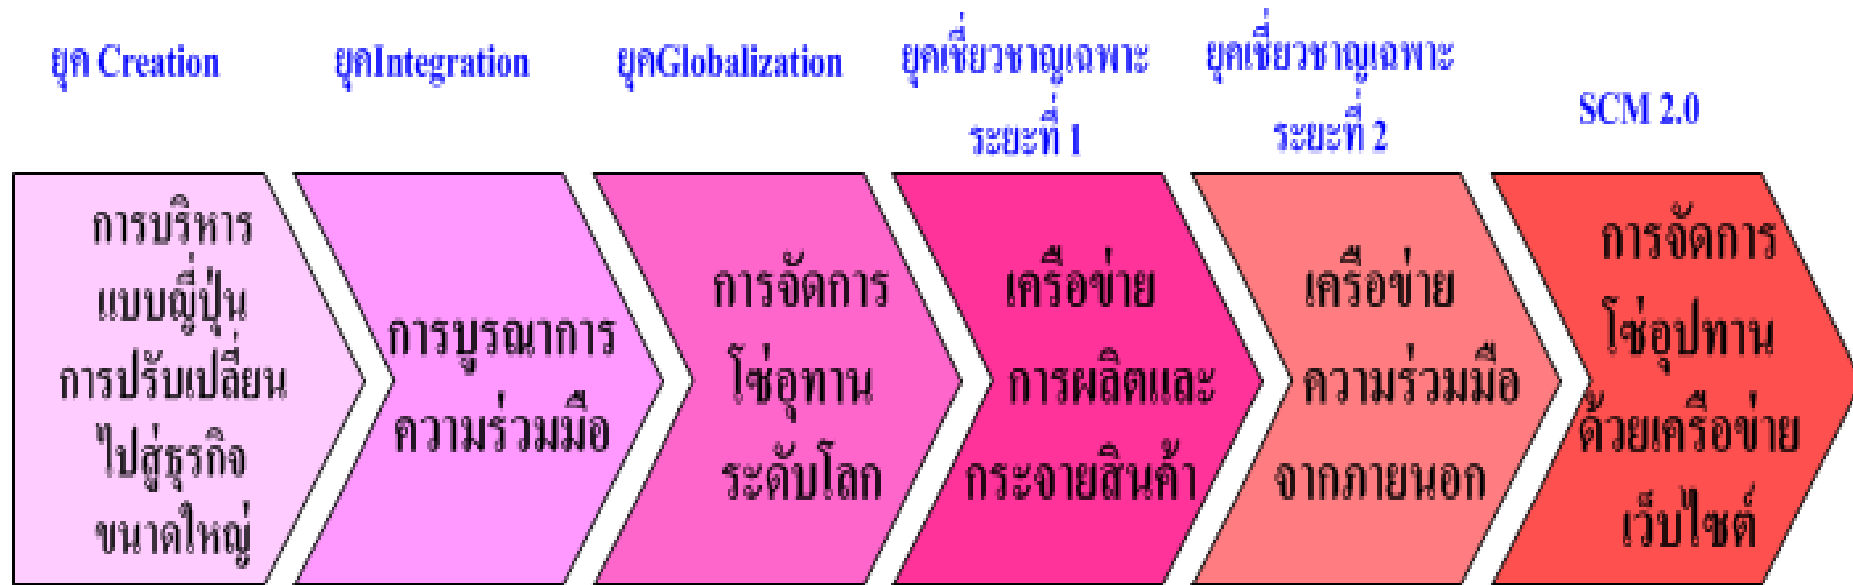 ยุค Creation
ยุคIntegration
ยุคGlobalization
ยุคเชี่ยวชาญเฉพาะ
ระยะที่ 1
ยุคเชี่ยวชาญเฉพาะ
ระยะที่ 2
SCM 2.0
การบริหาร
แบบญี่ปุ่น
การปรับเปลี่ยน
ไปสู่ธุรกิจ
ขนาดใหญ่
การบูรณาการ
ความร่วมมือ
การจัดการ
โซ่อุทาน
ระดับโลก
เครือข่าย
การผลิตและ
กระจายสินค้า
เครือข่าย
ความร่วมมือ
จากภายนอก
การจัดการ
โซ่อุปทาน
ด้วยเครือข่าย
เว็บไซต์